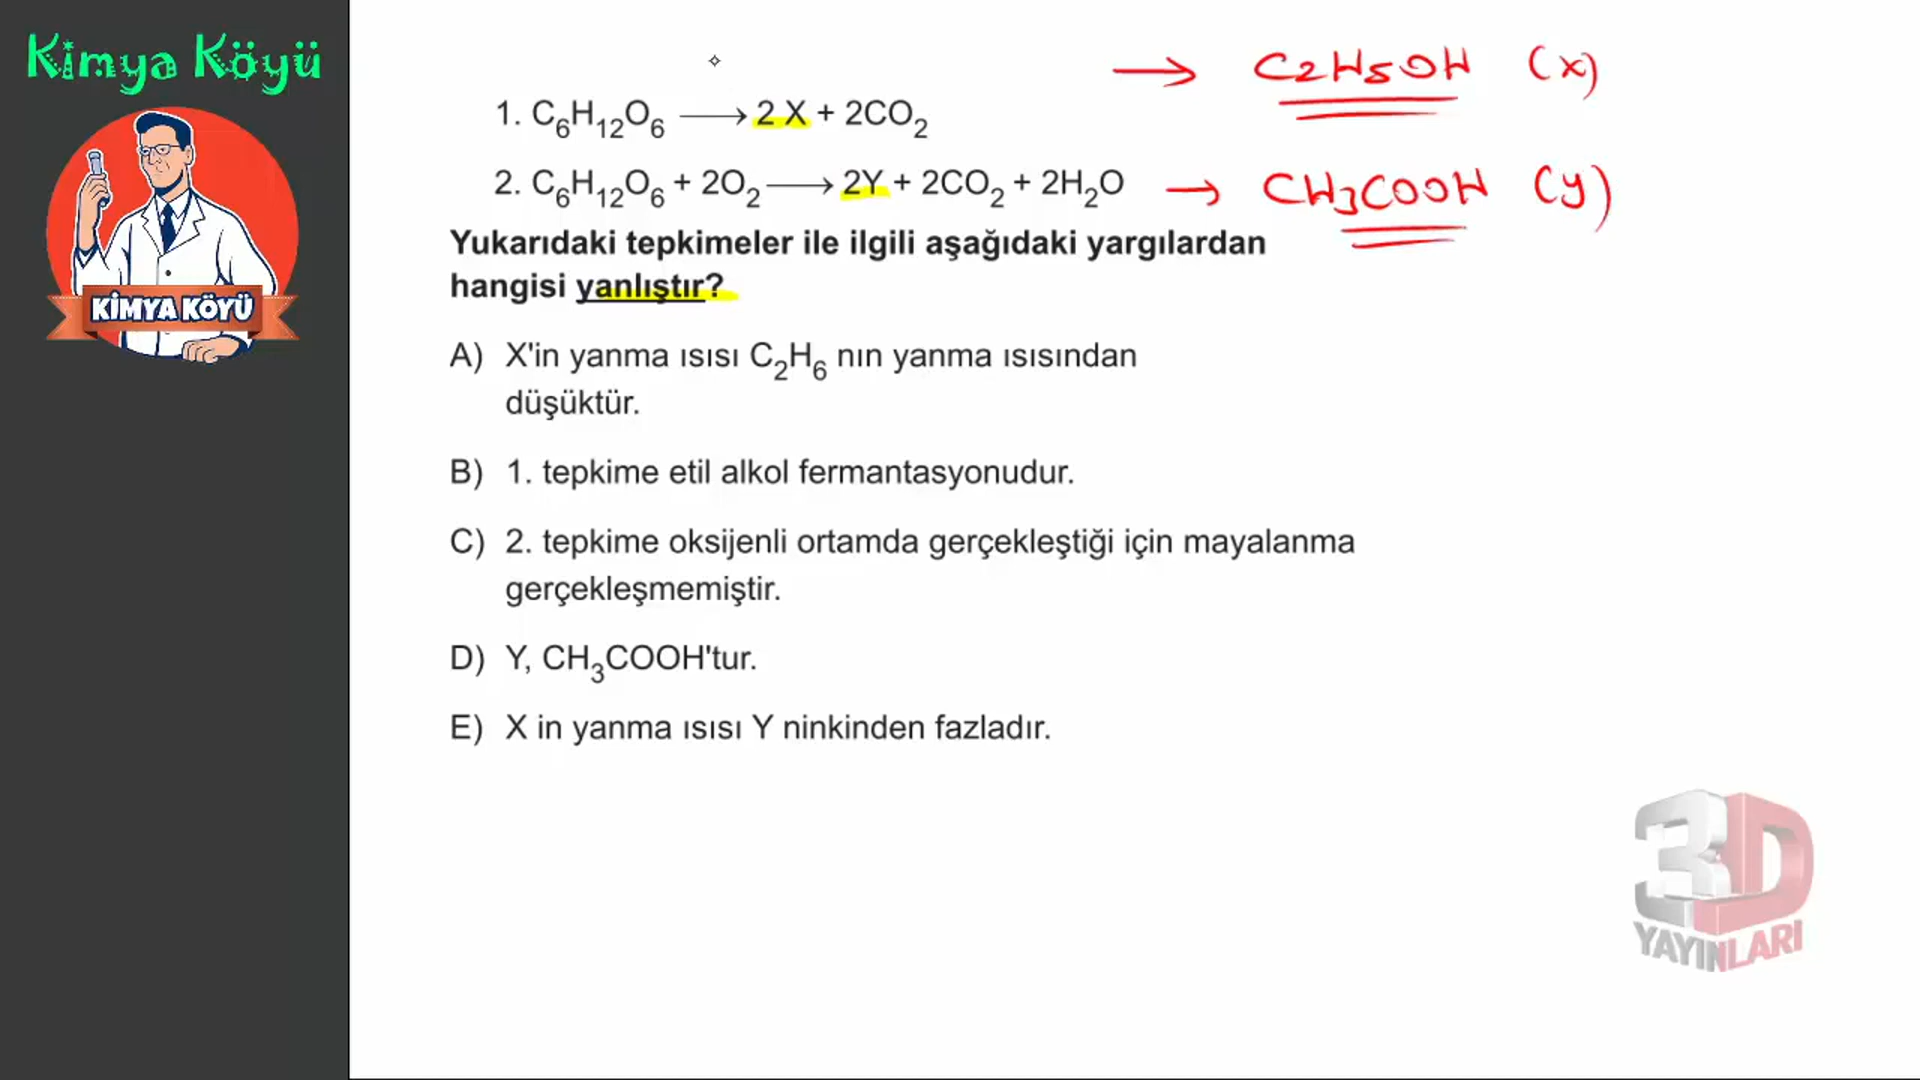 Kimya Köyü
KİMYA KÖYÜ
1. C₆H₁₂O₆ ⟶ 2 X + 2CO₂
→ C₂H₅OH (X)
2. C₆H₁₂O₆ + 2O₂ ⟶ 2Y + 2CO₂ + 2H₂O
→ CH₃COOH (y)
Yukarıdaki tepkimeler ile ilgili aşağıdaki yargılardan
hangisi yanlıştır?
A) X'in yanma ısısı C₂H₆ nın yanma ısısından
düşüktür.
B) 1. tepkime etil alkol fermantasyonudur.
C) 2. tepkime oksijenli ortamda gerçekleştiği için mayalanma
gerçekleşmemiştir.
D) Y, CH₃COOH'tur.
E) X in yanma ısısı Y ninkinden fazladır.
3D
YAYINLARI